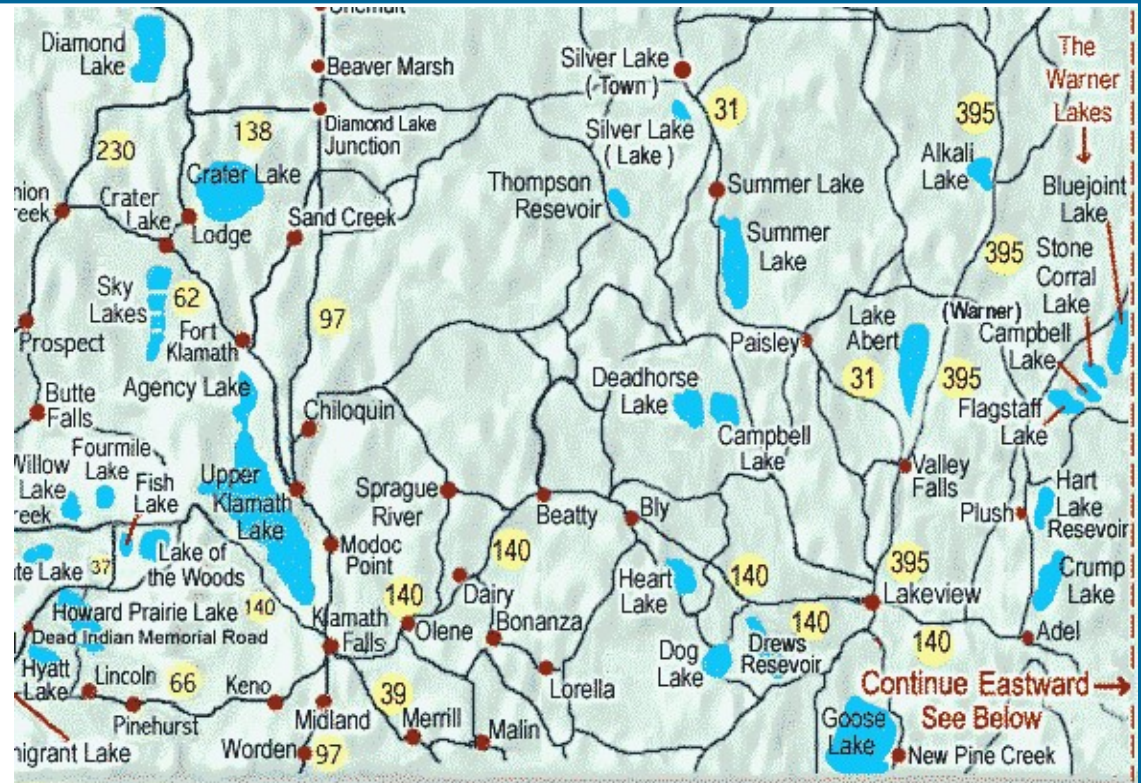 Diamond
Lake
Beaver Marsh
Silver Lake
(Town)
31
Silver Lake
(Lake)
395
The
Warner
Lakes
138
Diamond Lake
Junction
230
Crater Lake
Crater
Lake
Lodge
Sand Creek
Thompson
Resevoir
Summer Lake
Alkali
Lake
Bluejoint
Lake
Summer
Lake
395
Stone
Corral
Lake
Sky
Lakes
62
97
Fort
Klamath
Prospect
Paisley
Lake
Abert
(Warner)
Campbell
Lake
31
395
Flagstaff
Lake
Agency Lake
Butte
Falls
Chiloquin
Deadhorse
Lake
Campbell
Lake
Fourmile
Lake
Fish
Lake
Lake
Upper
Klamath
Lake
Sprague
River
Beatty
Bly
Valley
Falls
Plush
Hart
Lake
Resevoir
Lake of
the Woods
37
Modoc
Point
140
Heart
Lake
140
395
Lakeview
Crump
Lake
Howard Prairie Lake
140
Dead Indian Memorial Road
Klamath
Falls
140
Olene
Dairy
Bonanza
Dog
Lake
Drews
Resevoir
140
140
Adel
Hyatt
Lake
Lincoln
66
Pinehurst
Keno
Midland
39
Merrill
Malin
Lorella
Continue Eastward
See Below
Goose
Lake
New Pine Creek
Worden
97
Lake